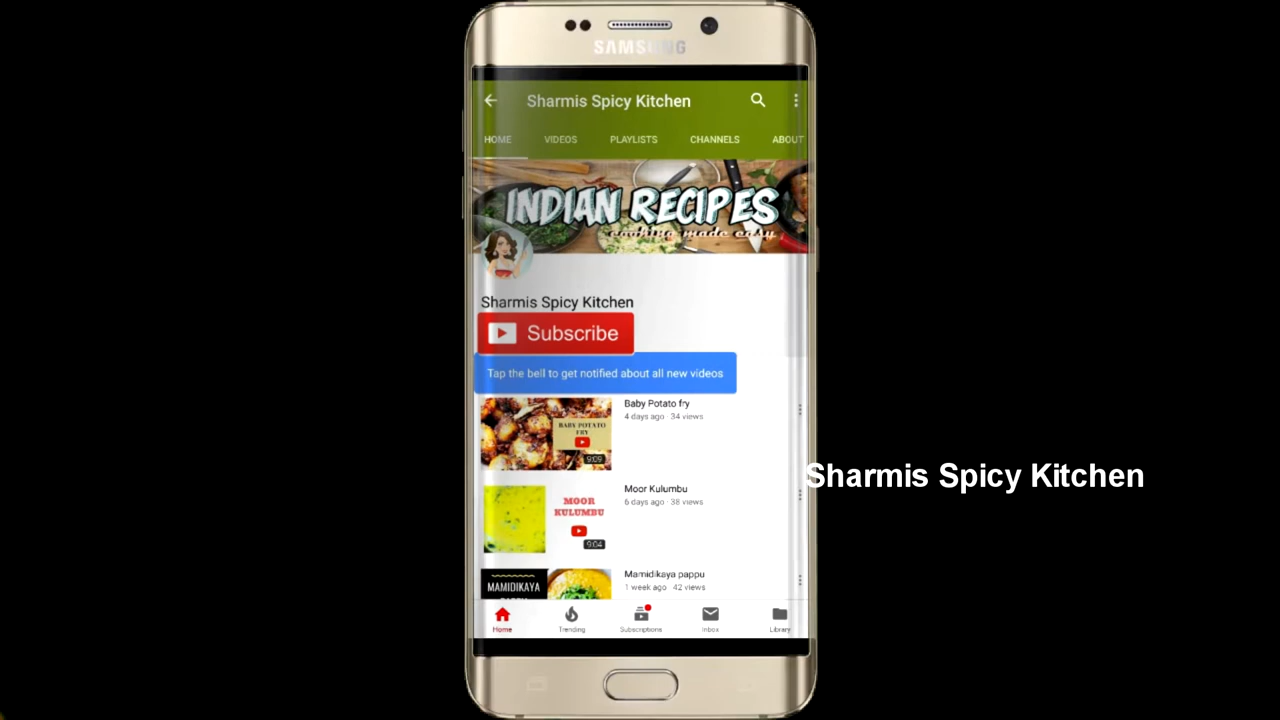 SAMSUNG
Sharmis Spicy Kitchen
HOME VIDEOS PLAYLISTS CHANNELS ABOUT
INDIAN RECIPES
cooking made easy
Sharmis Spicy Kitchen
Subscribe
Tap the bell to get notified about all new videos
Baby Potato fry
4 days ago · 34 views
BABY POTATO
FRY
9:09
Sharmis Spicy Kitchen
Moor Kulumbu
6 days ago · 38 views
MOOR
KULUMBU
9:04
Mamidikaya pappu
1 week ago · 42 views
MAMIDIKAYA
Home Trending Subscriptions Inbox Library